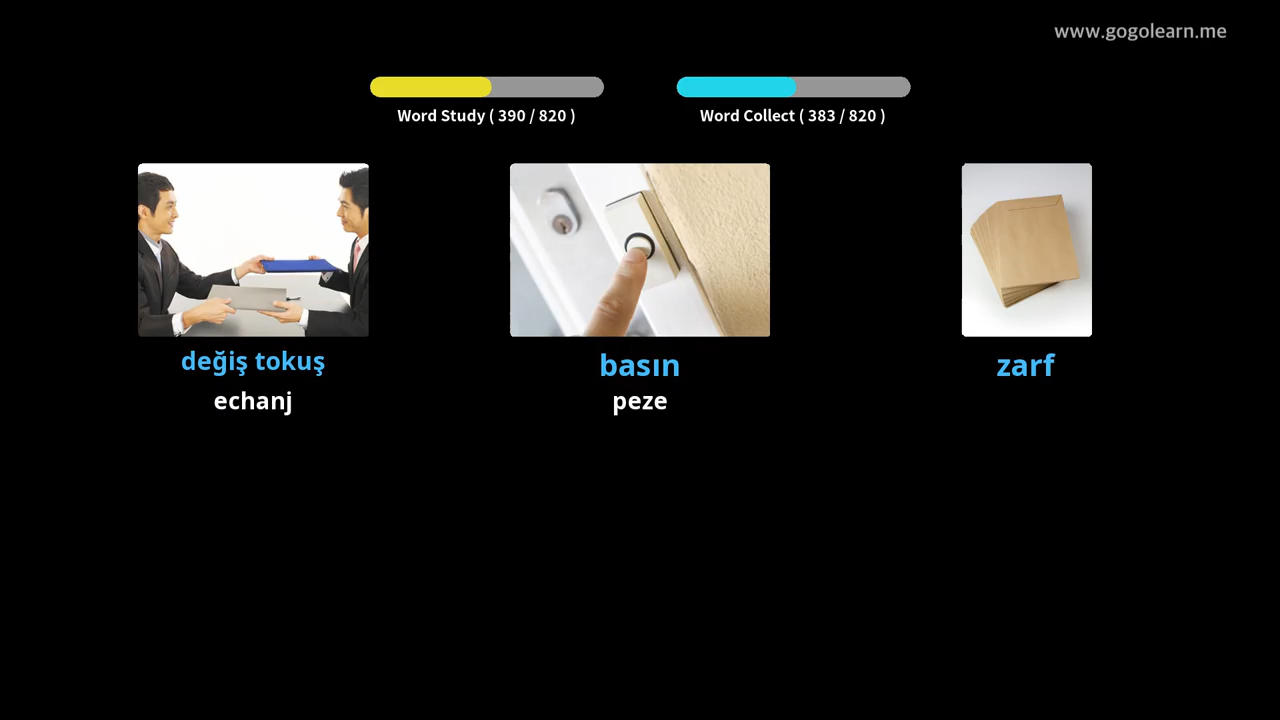 www.gogolearn.me
Word Study ( 390 / 820 )
Word Collect ( 383 / 820 )
değiş tokuş
echanj
basın
peze
zarf